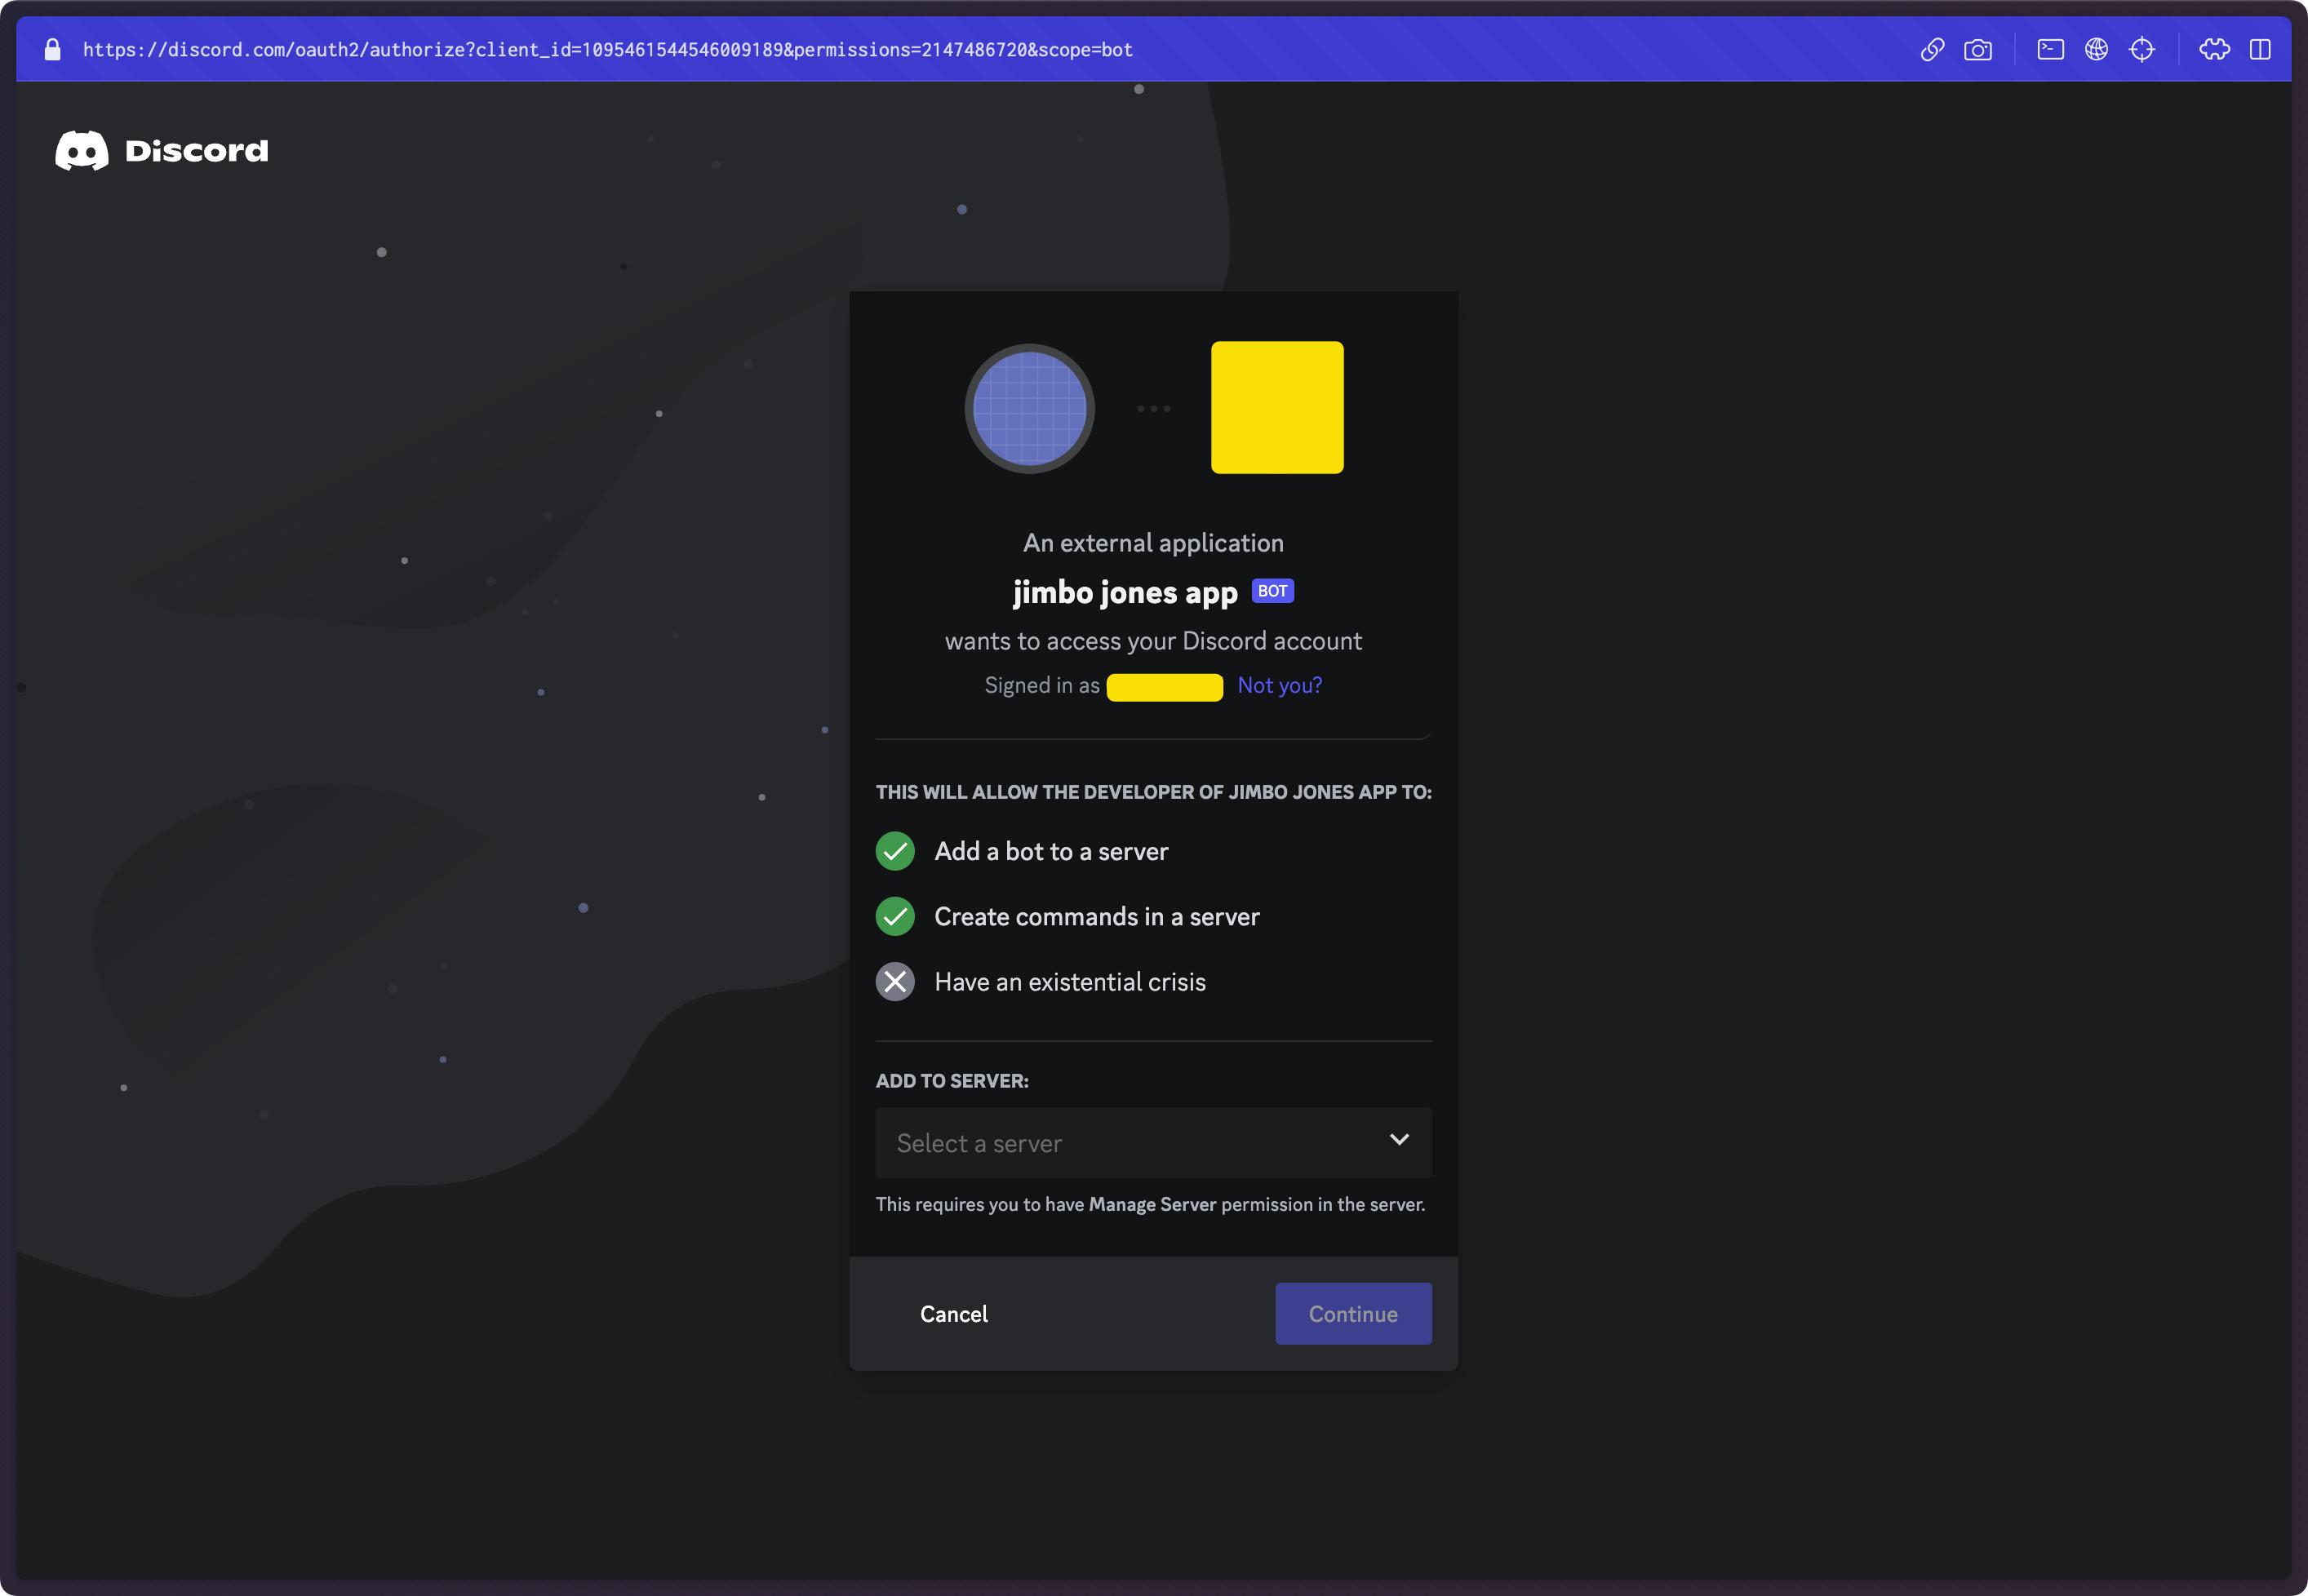 https://discord.com/oauth2/authorize?client_id=1095461544546009189&permissions=2147486720&scope=bot
Discord
An external application
jimbo jones app BOT
wants to access your Discord account
Signed in as Not you?
THIS WILL ALLOW THE DEVELOPER OF JIMBO JONES APP TO:
Add a bot to a server
Create commands in a server
Have an existential crisis
ADD TO SERVER:
Select a server
This requires you to have Manage Server permission in the server.
Cancel Continue